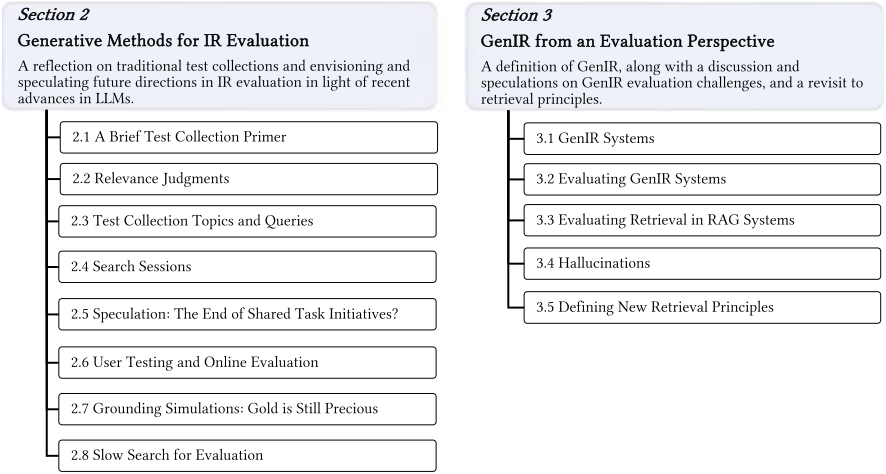 Section 2
Generative Methods for IR Evaluation
A reflection on traditional test collections and envisioning and
speculating future directions in IR evaluation in light of recent
advances in LLMs.
2.1 A Brief Test Collection Primer
2.2 Relevance Judgments
2.3 Test Collection Topics and Queries
2.4 Search Sessions
2.5 Speculation: The End of Shared Task Initiatives?
2.6 User Testing and Online Evaluation
2.7 Grounding Simulations: Gold is Still Precious
2.8 Slow Search for Evaluation
Section 3
GenIR from an Evaluation Perspective
A definition of GenIR, along with a discussion and
speculations on GenIR evaluation challenges, and a revisit to
retrieval principles.
3.1 GenIR Systems
3.2 Evaluating GenIR Systems
3.3 Evaluating Retrieval in RAG Systems
3.4 Hallucinations
3.5 Defining New Retrieval Principles